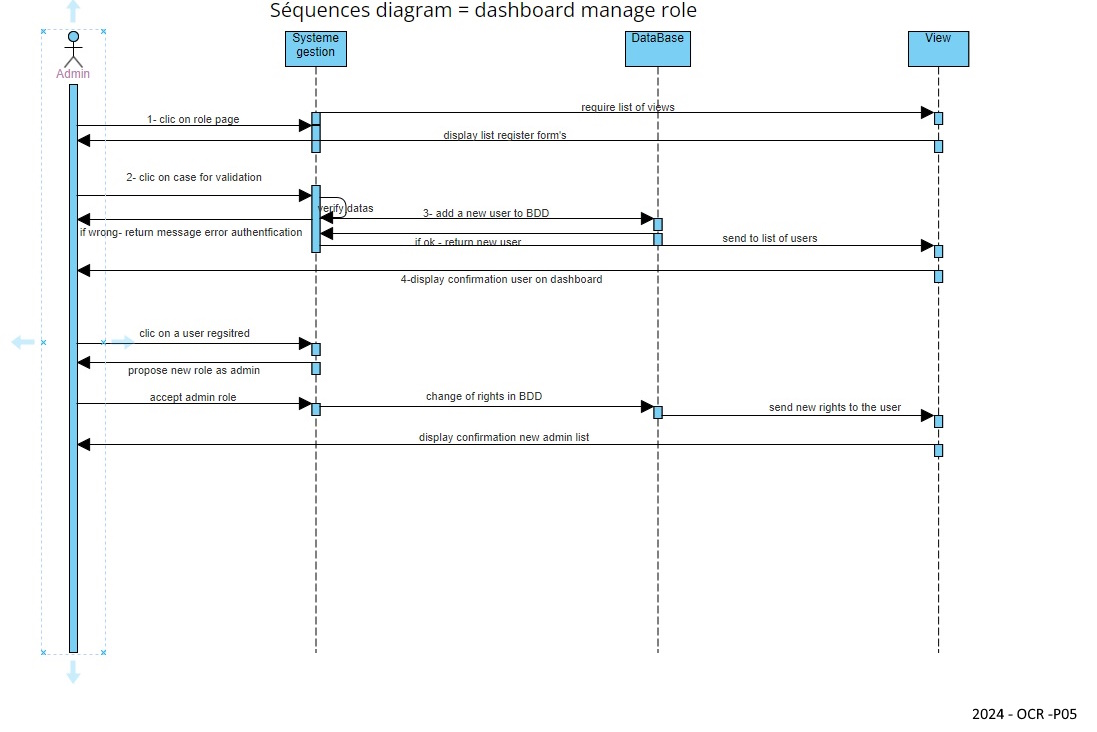 Séquences diagram = dashboard manage role
Systeme
gestion
DataBase
View
Admin
require list of views
1- clic on role page
display list register form's
2- clic on case for validation
verify datas
3- add a new user to BDD
if wrong- return message error authentfication
if ok - return new user
send to list of users
4-display confirmation user on dashboard
clic on a user regsitred
propose new role as admin
accept admin role
change of rights in BDD
send new rights to the user
display confirmation new admin list
2024 - OCR -P05